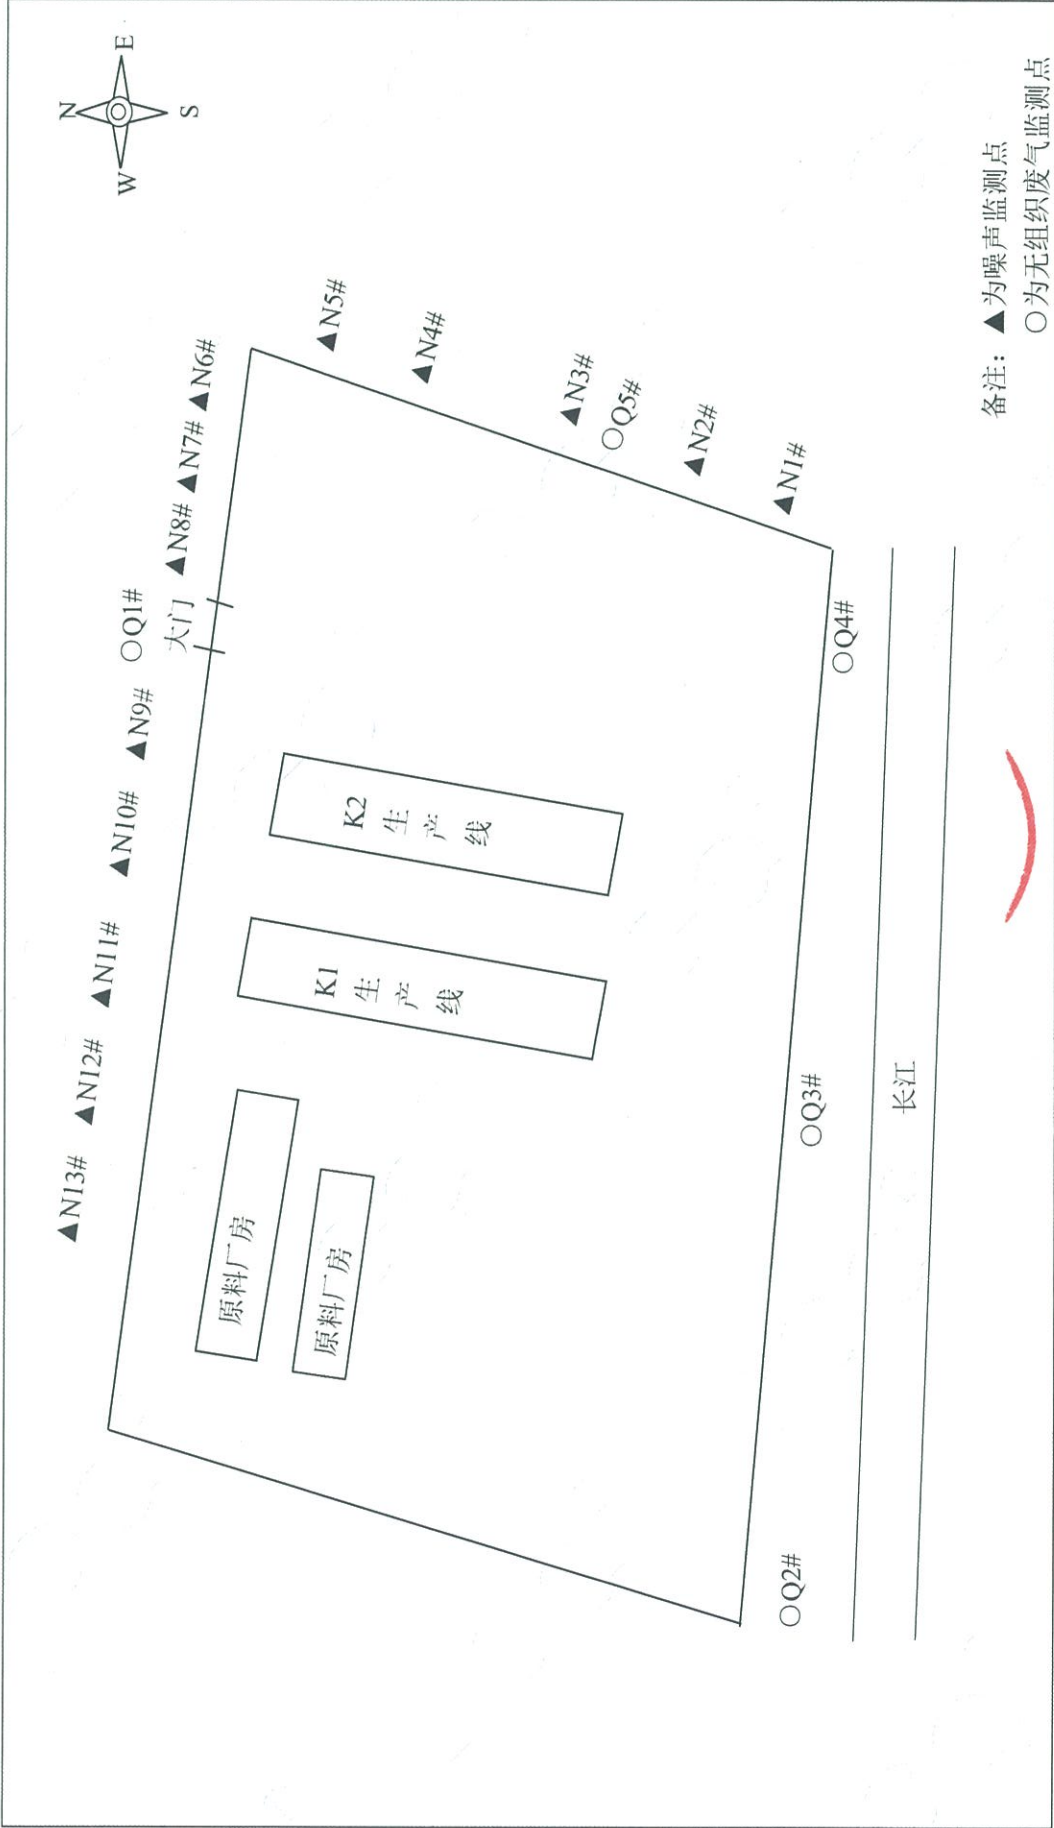 N
W
E
S
▲N13#
▲N12#
▲N11#
▲N10#
▲N9#
○Q1#
大门
▲N8#
▲N7#
▲N6#
▲N5#
▲N4#
▲N3#
○Q5#
▲N2#
▲N1#
原料厂房
原料厂房
K1
生
产
线
K2
生
产
线
○Q2#
○Q3#
○Q4#
长江
备注：▲为噪声监测点
○为无组织废气监测点